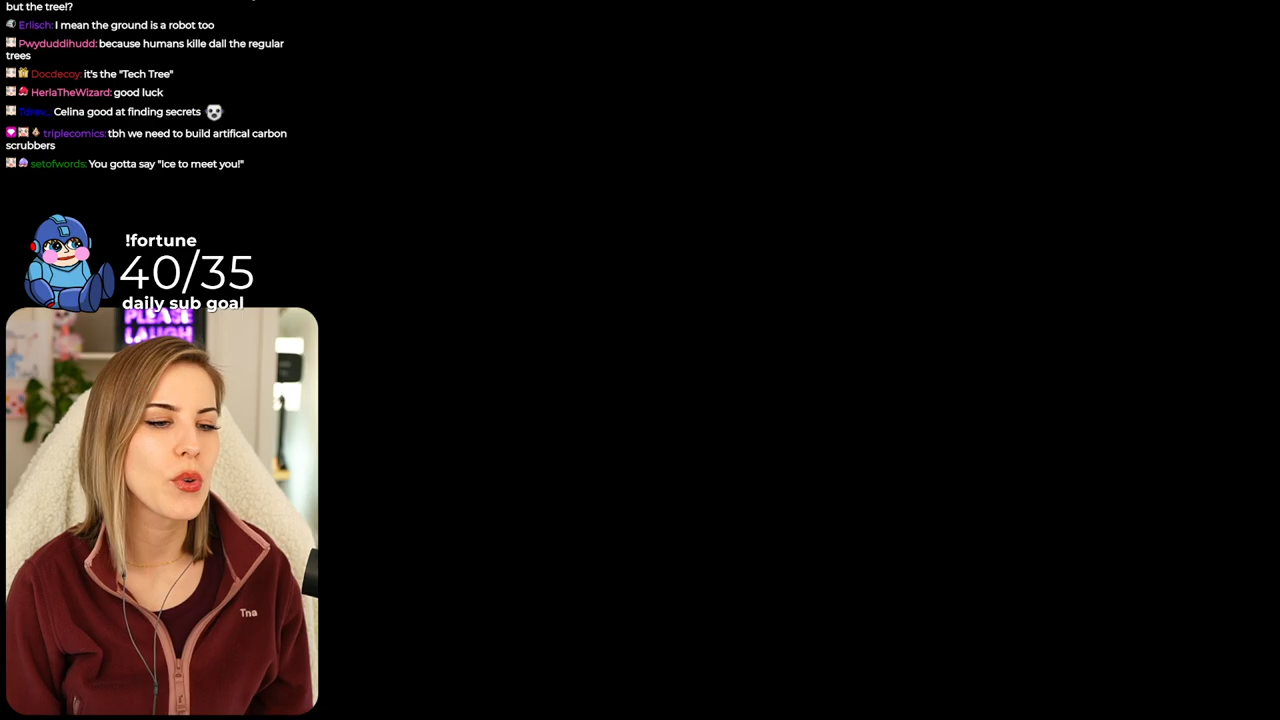 but the tree!?
Erlisch: I mean the ground is a robot too
Pwyduddihudd: because humans kille dall the regular
trees
Docdecoy: it's the "Tech Tree"
HerlaTheWizard: good luck
Celina good at finding secrets
triplecomics: tbh we need to build artifical carbon
scrubbers
setofwords: You gotta say "Ice to meet you!"
!fortune
40/35
daily sub goal
PLEASE
LAUGH
Tna